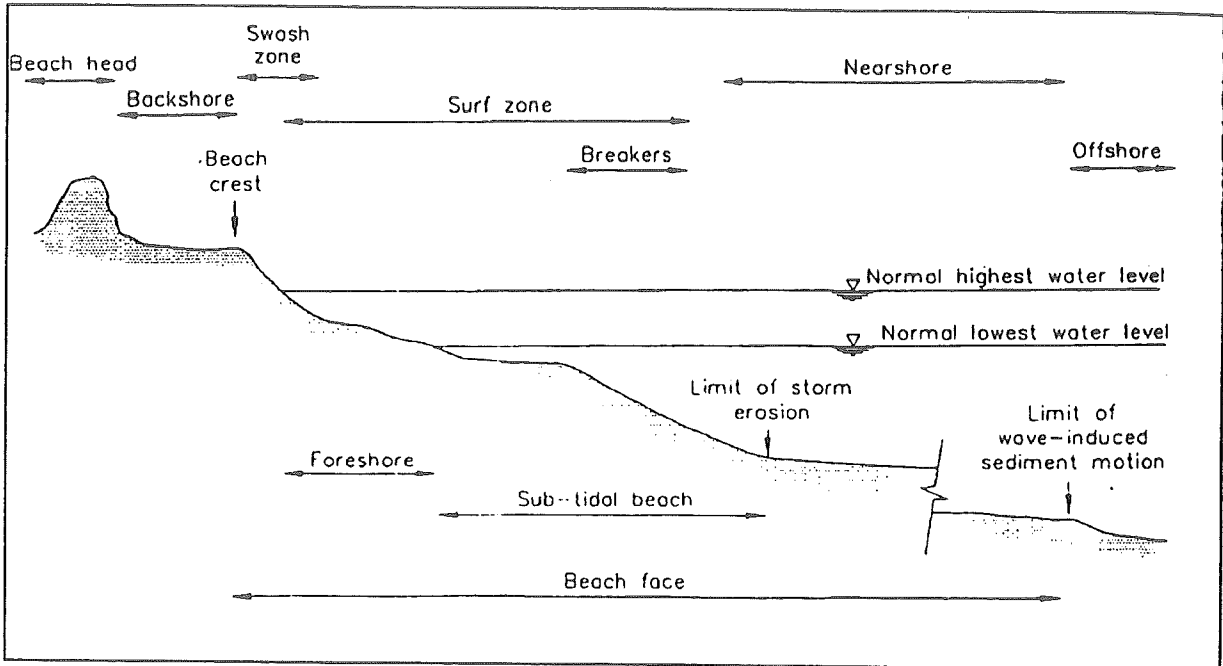 Swash
zone
Beach head
Nearshore
Backshore
Surf zone
Breakers
Offshore
Beach
crest
Normal highest water level
Normal lowest water level
Limit of storm
erosion
Limit of
wave-induced
sediment motion
Foreshore
Sub-tidal beach
Beach face